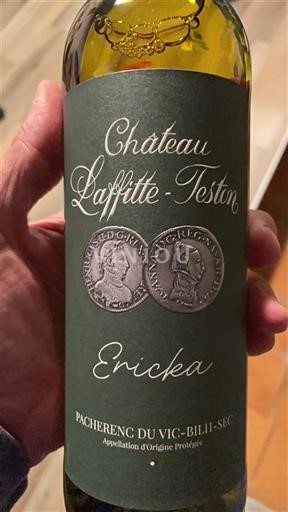 Château
Laffitte-Teston
Ericka
PACHERENC DU VIC-BILH-SEC
Appellation d'Origine Protégée